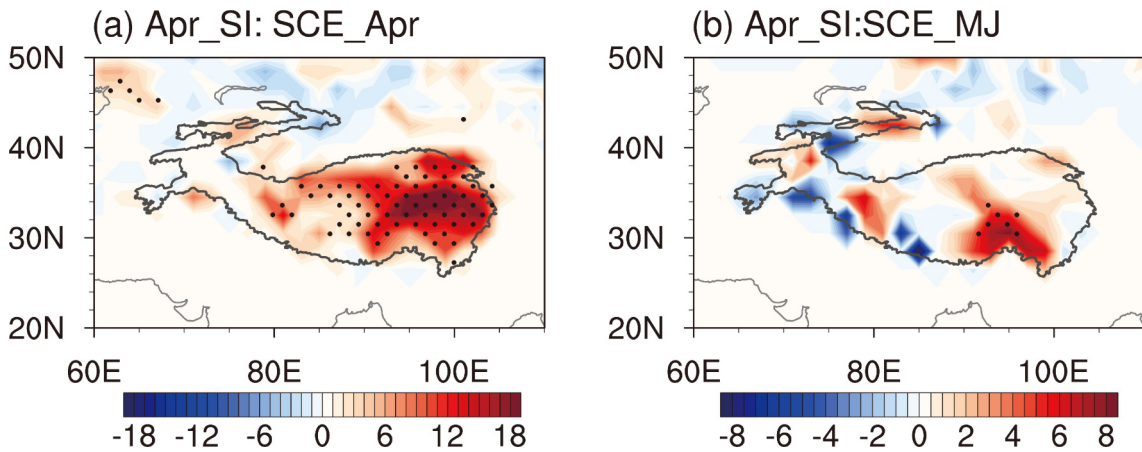 (a) Apr_SI: SCE_Apr
50N
40N
30N
20N
60E 80E 100E
-18 -12 -6 0 6 12 18
(b) Apr_SI:SCE_MJ
50N
40N
30N
20N
60E 80E 100E
-8 -6 -4 -2 0 2 4 6 8